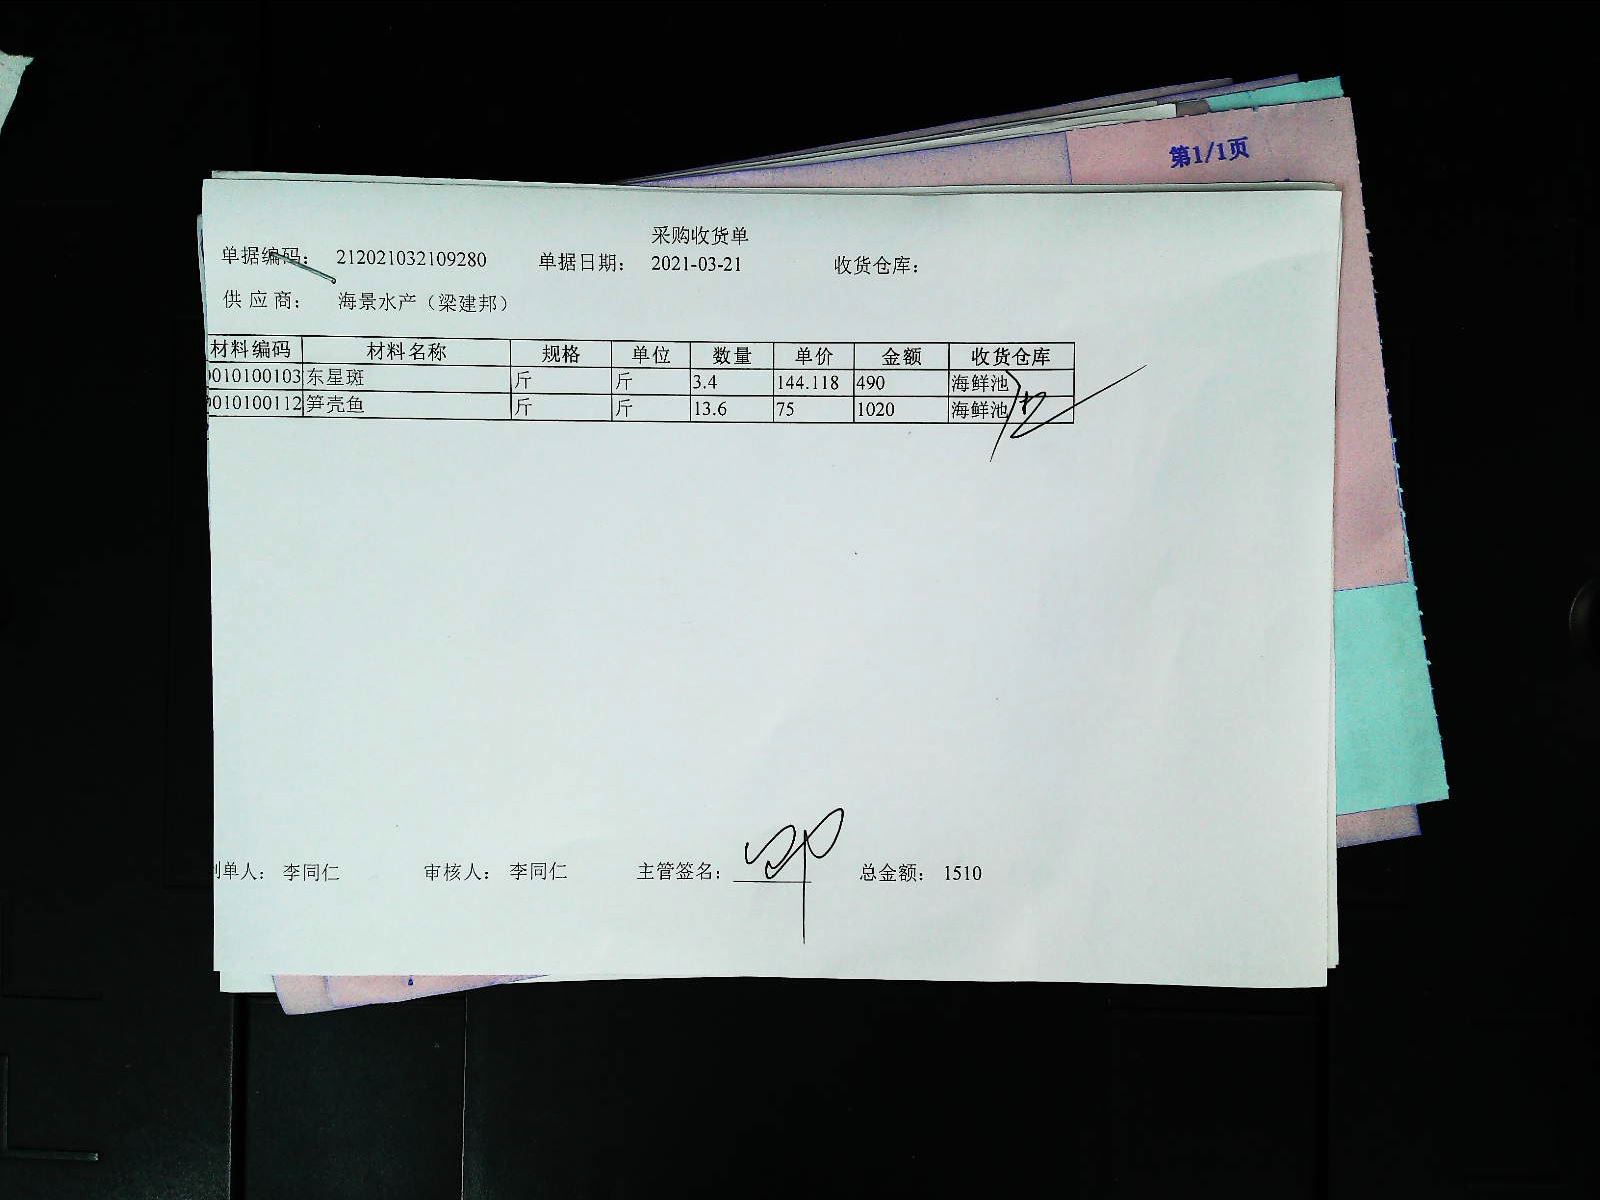 第1/1页
采购收货单
单据编码： 212021032109280 单据日期： 2021-03-21 收货仓库：
供应商： 海景水产（梁建邦）
材料编码 材料名称 规格 单位 数量 单价 金额 收货仓库
0010100103 东星斑 斤 斤 3.4 144.118 490 海鲜池
0010100112 笋壳鱼 斤 斤 13.6 75 1020 海鲜池
制单人： 李同仁 审核人： 李同仁 主管签名： 总金额： 1510